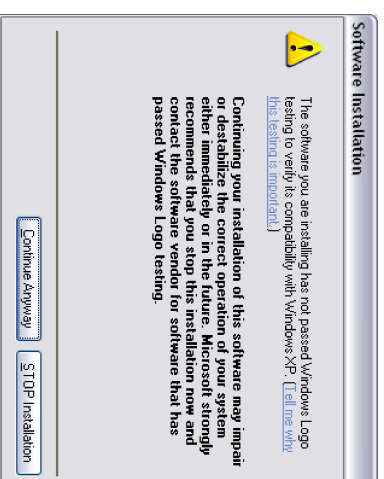 Software Installation
The software you are installing has not passed Windows Logo
testing to verify its compatibility with Windows XP. (Tell me why
this testing is important.)
Continuing your installation of this software may impair
or destabilize the correct operation of your system
either immediately or in the future. Microsoft strongly
recommends that you stop this installation now and
contact the software vendor for software that has
passed Windows Logo testing.
Continue Anyway
STOP Installation